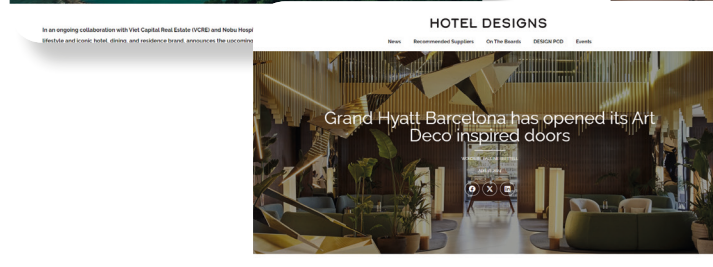 In an ongoing collaboration with Viet Capital Real Estate (VCRE) and Nobu Hospi
lifestyle and iconic hotel, dining, and residence brand, announces the upcoming
HOTEL DESIGNS
News Recommended Suppliers On The Boards DESIGN POD Events
Grand Hyatt Barcelona has opened its Art
Deco inspired doors